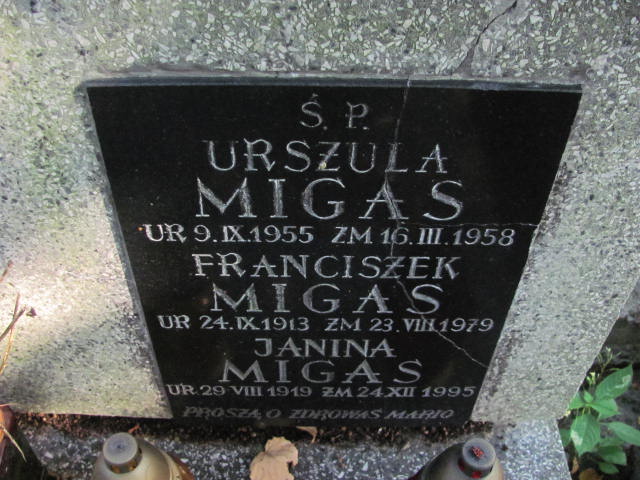 Ś. P.
URSZULA
MIGAS
UR 9.IX.1955 ZM 16.III.1958
FRANCISZEK
MIGAS
UR 24.IX.1913 ZM 23.VIII.1979
JANINA
MIGAS
UR 29 VIII 1919 ZM 24 XII 1995
PROSZĄ O ZDROWAŚ MARIO